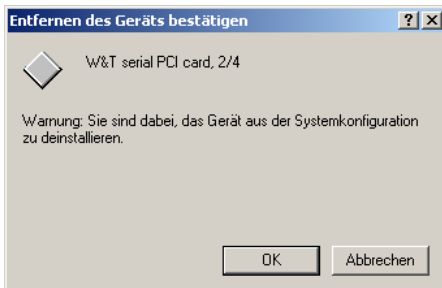 Entfernen des Geräts bestätigen
W&T serial PCI card, 2/4
Warnung: Sie sind dabei, das Gerät aus der Systemkonfiguration
zu deinstallieren.
OK
Abbrechen